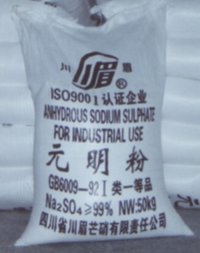 川 眉
®
ISO9001认证企业
ANHYDROUS SODIUM SULPHATE
FOR INDUSTRIAL USE
元明粉
GB6009-92 I 类一等品
Na₂SO₄≥99% NW:50kg
四川省川眉芒硝有限责任公司